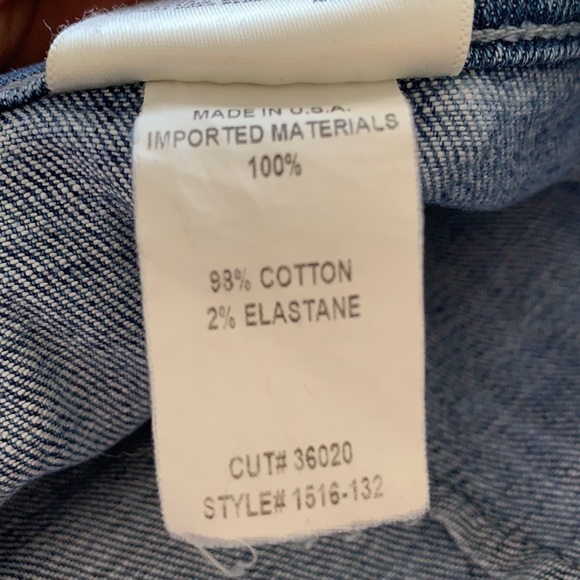 MADE IN U.S.A.
IMPORTED MATERIALS
100%
98% COTTON
2% ELASTANE
CUT# 36020
STYLE# 1516-132